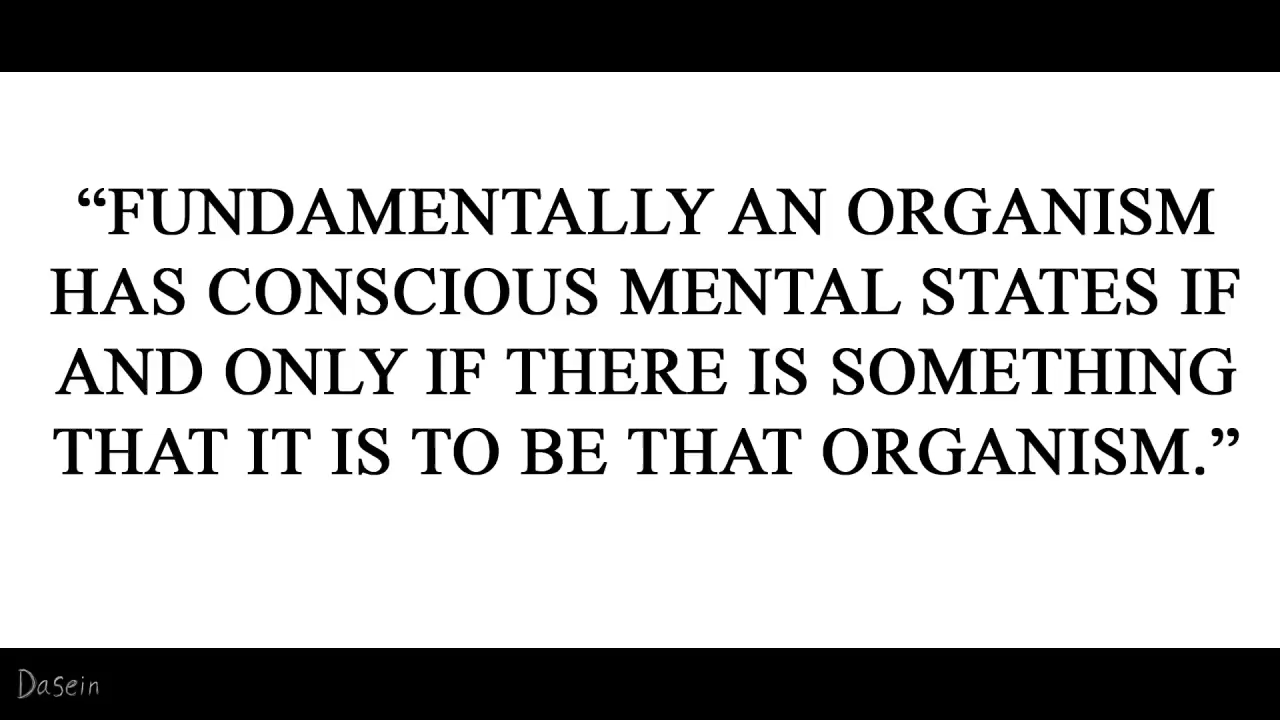 “FUNDAMENTALLY AN ORGANISM
HAS CONSCIOUS MENTAL STATES IF
AND ONLY IF THERE IS SOMETHING
THAT IT IS TO BE THAT ORGANISM.”
Dasein